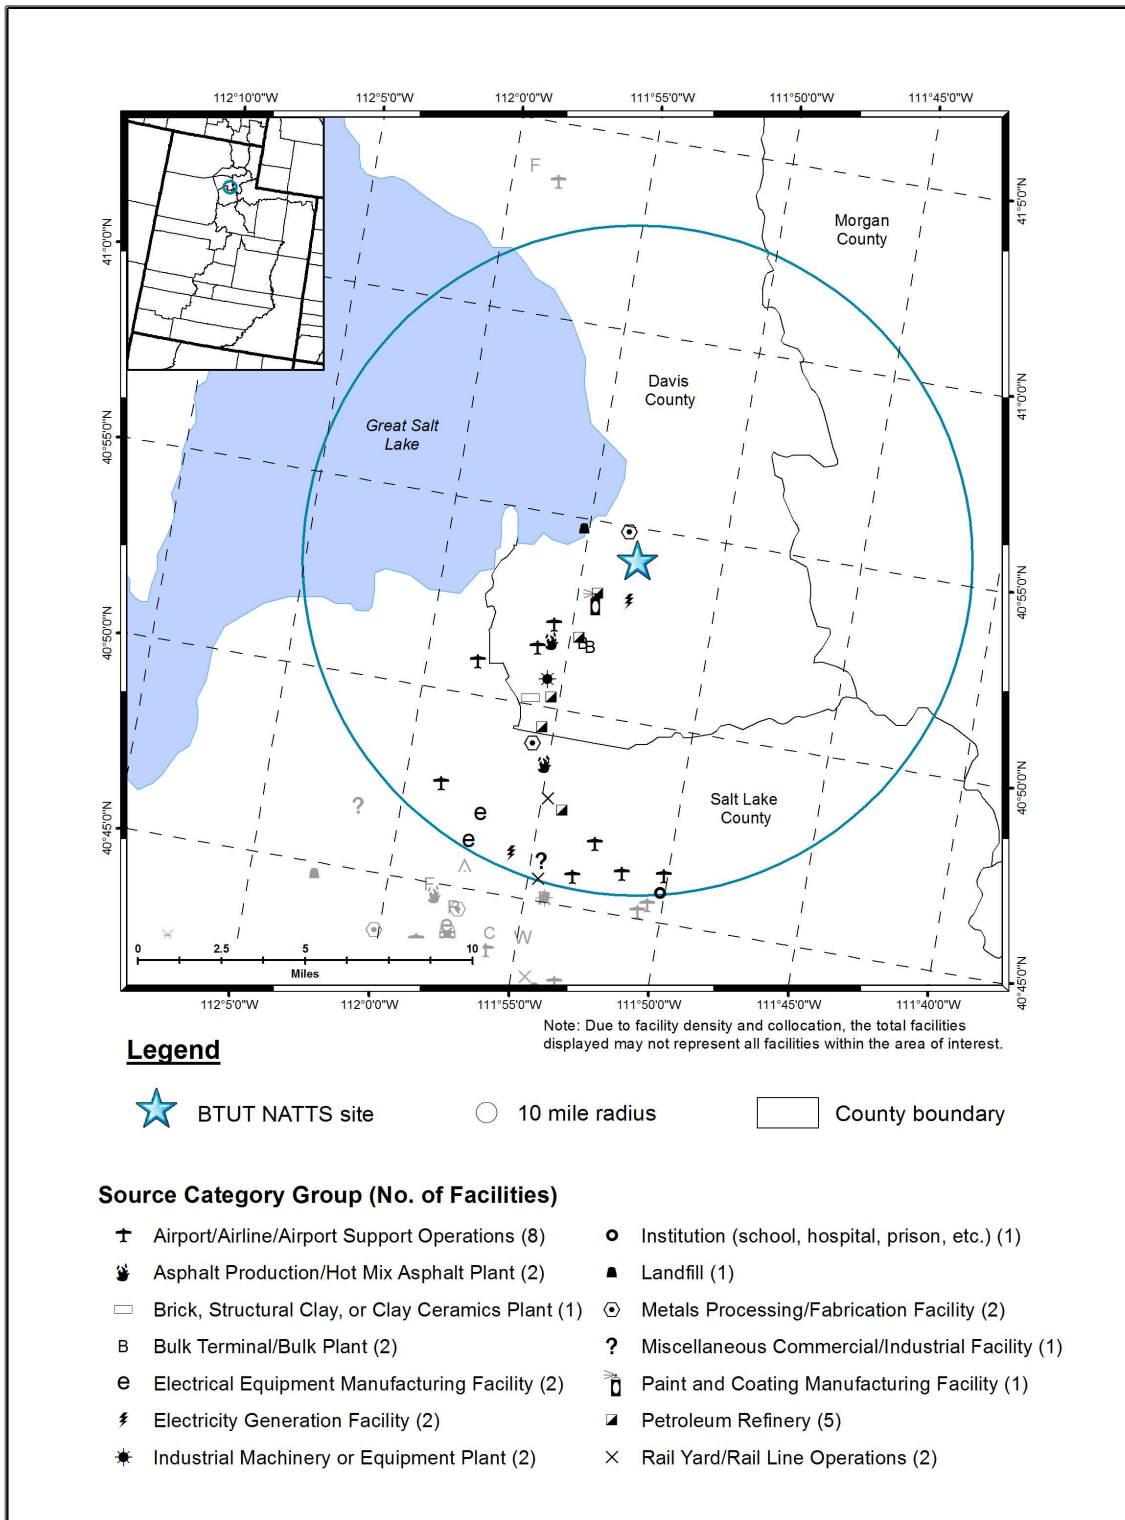 112°10'0"W 112°5'0"W 112°0'0"W 111°55'0"W 111°50'0"W 111°45'0"W
41°5'0"N
41°0'0"N
40°55'0"N
40°50'0"N
40°45'0"N
F
Morgan
County
Davis
County
Great Salt
Lake
B
B
Salt Lake
County
?
e
e
?
F
e
C
W
41°0'0"N
40°55'0"N
40°50'0"N
40°45'0"N
0 2.5 5 10
Miles
112°5'0"W 112°0'0"W 111°55'0"W 111°50'0"W 111°45'0"W 111°40'0"W
Note: Due to facility density and collocation, the total facilities
displayed may not represent all facilities within the area of interest.
Legend
BTUT NATTS site 10 mile radius County boundary
Source Category Group (No. of Facilities)
Airport/Airline/Airport Support Operations (8)
Asphalt Production/Hot Mix Asphalt Plant (2)
Brick, Structural Clay, or Clay Ceramics Plant (1)
B Bulk Terminal/Bulk Plant (2)
e Electrical Equipment Manufacturing Facility (2)
Electricity Generation Facility (2)
Industrial Machinery or Equipment Plant (2)
Institution (school, hospital, prison, etc.) (1)
Landfill (1)
Metals Processing/Fabrication Facility (2)
? Miscellaneous Commercial/Industrial Facility (1)
Paint and Coating Manufacturing Facility (1)
Petroleum Refinery (5)
Rail Yard/Rail Line Operations (2)